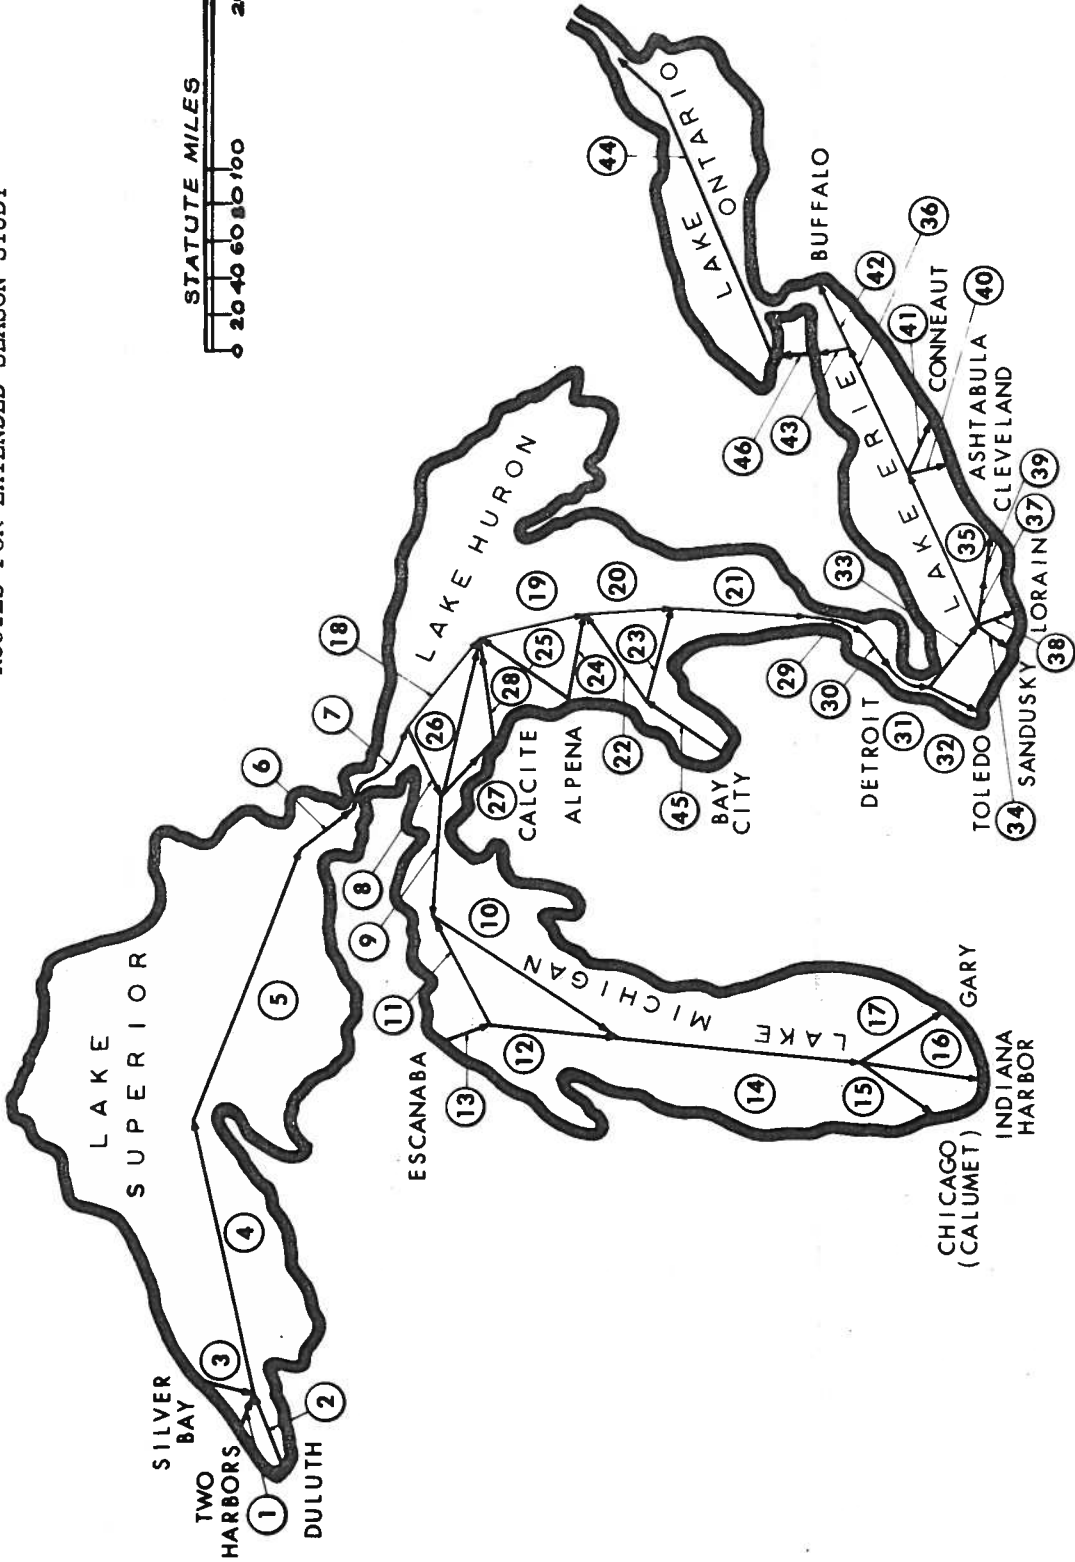 ROUTES FOR EXTENDED SEASON STUDY
STATUTE MILES
0 20 40 60 80 100
LAKE
SUPERIOR
SILVER
BAY
TWO
HARBORS
DULUTH
1
2
3
4
5
6
7
18
8
9
10
11
ESCANABA
13
12
LAKE MICHIGAN
14
15
16
17
CHICAGO
(CALUMET)
INDIANA
HARBOR
GARY
LAKE HURON
26
28
25
19
27
CALCITE
24
ALPENA
20
23
22
21
45
BAY
CITY
29
30
DETROIT
31
32
33
TOLEDO
34
SANDUSKY
38
LORAIN
37
39
35
CLEVELAND
ASHTABULA
40
CONNEAUT
41
LAKE ERIE
36
42
43
46
BUFFALO
LAKE
ONTARIO
44